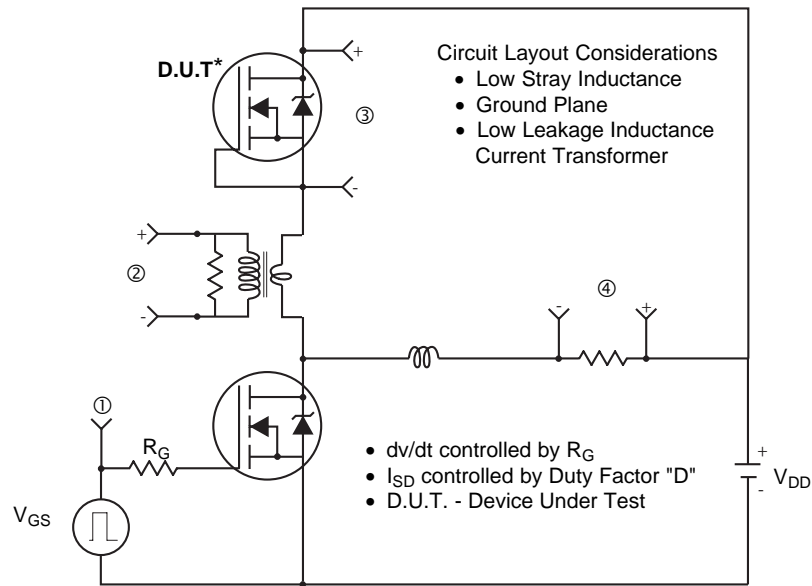 D.U.T*
+
-
③
Circuit Layout Considerations
• Low Stray Inductance
• Ground Plane
• Low Leakage Inductance
Current Transformer
+
②
-
④
- +
①
RG
VGS
• dv/dt controlled by RG
• ISD controlled by Duty Factor "D"
• D.U.T. - Device Under Test
+
-
VDD